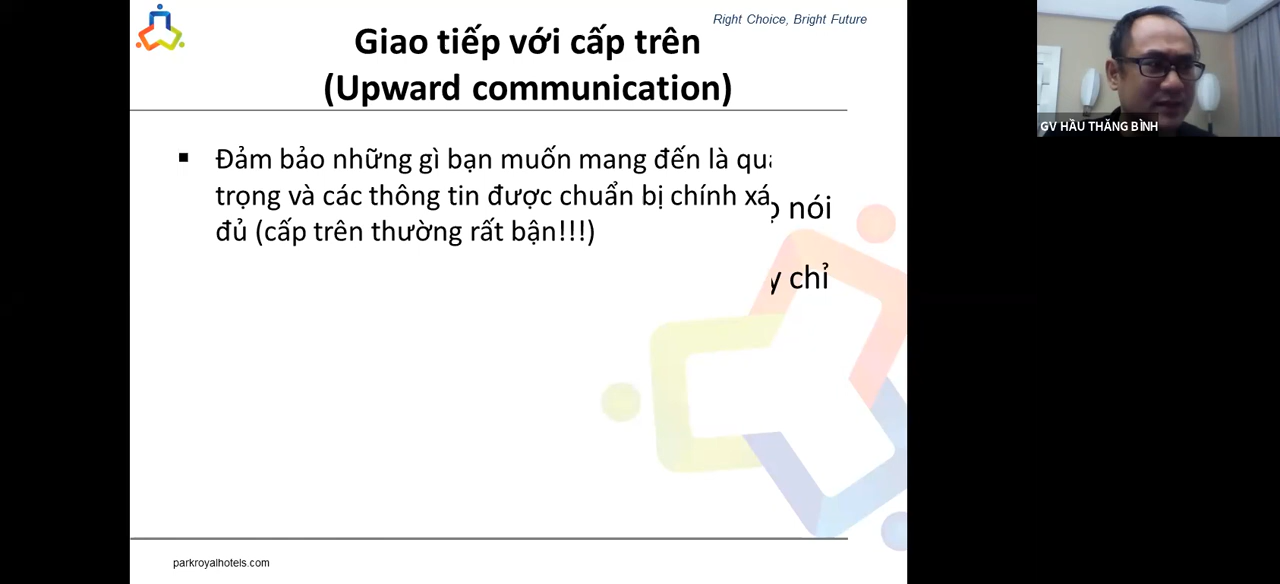 Right Choice, Bright Future
Giao tiếp với cấp trên
(Upward communication)
Đảm bảo những gì bạn muốn mang đến là
trọng và các thông tin được chuẩn bị chính
đủ (cấp trên thường rất bận!!!)
nói
chỉ
parkroyalhotels.com
GV HẦU THĂNG BÌNH